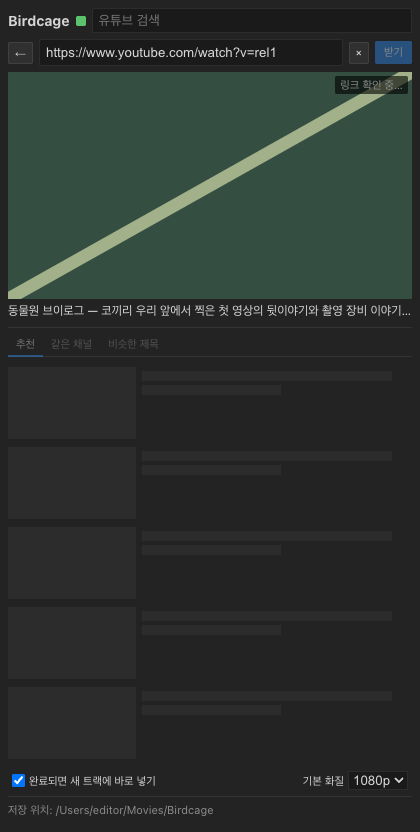 Birdcage
유튜브 검색
← https://www.youtube.com/watch?v=rel1 × 받기
링크 확인 중...
동물원 브이로그 — 코끼리 우리 앞에서 찍은 첫 영상의 뒷이야기와 촬영 장비 이야기...
추천 같은 채널 비슷한 제목
완료되면 새 트랙에 바로 넣기 기본 화질 1080p
저장 위치: /Users/editor/Movies/Birdcage